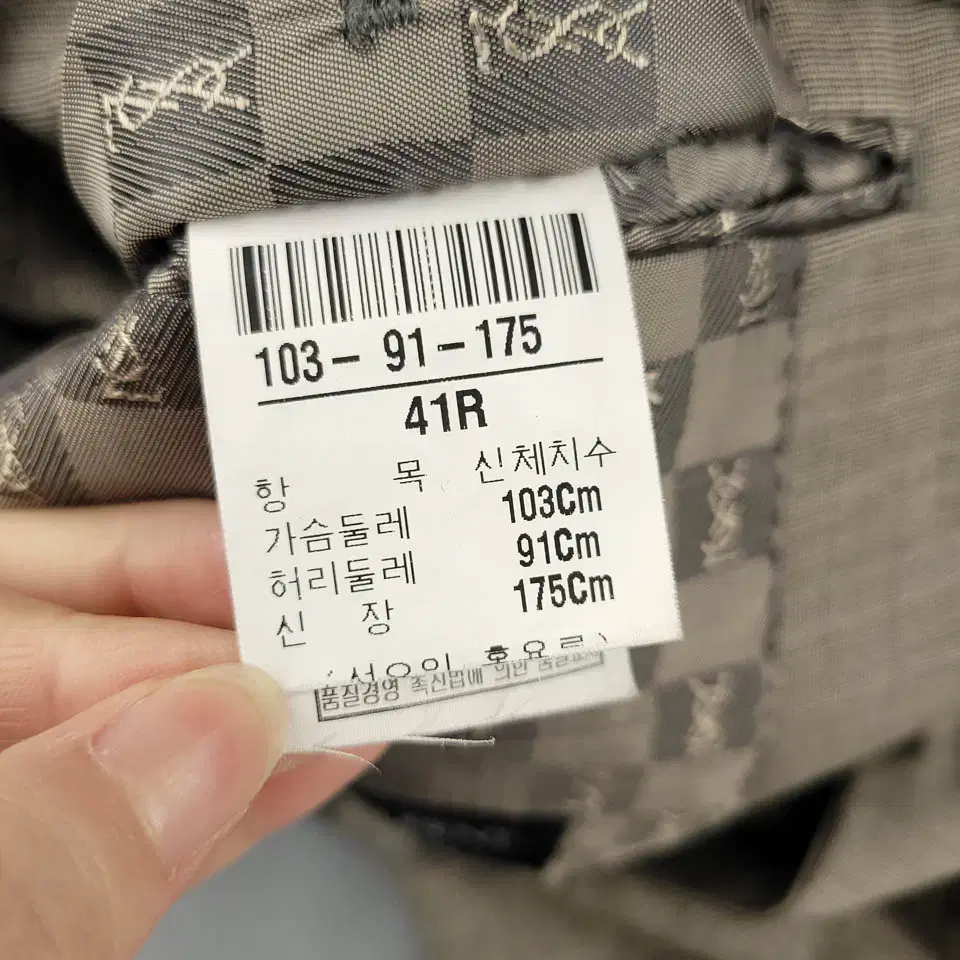 103- 91-175
41R
항 목 신체치수
가슴둘레 103Cm
허리둘레 91Cm
신 장 175Cm
품질경영 촉진법에 의한 품질표시